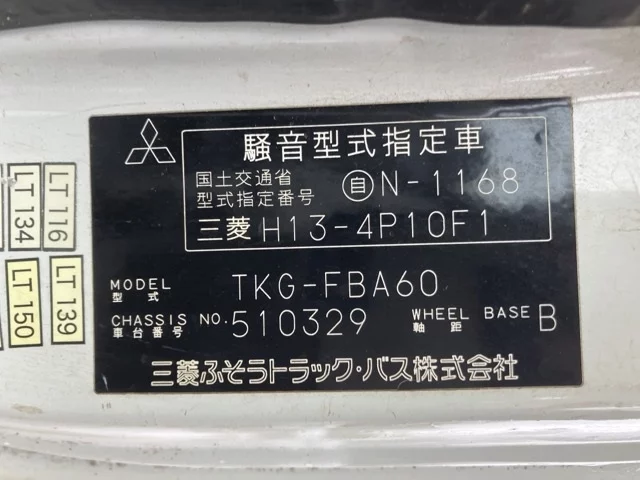 騒音型式指定車
国土交通省
型式指定番号
自N-1168
三菱 H13-4P10F1
MODEL
型式
TKG-FBA60
CHASSIS NO.
車台番号
510329
WHEEL BASE
軸距
B
三菱ふそうトラック・バス株式会社
LT 134
LT 116
LT 150
LT 139